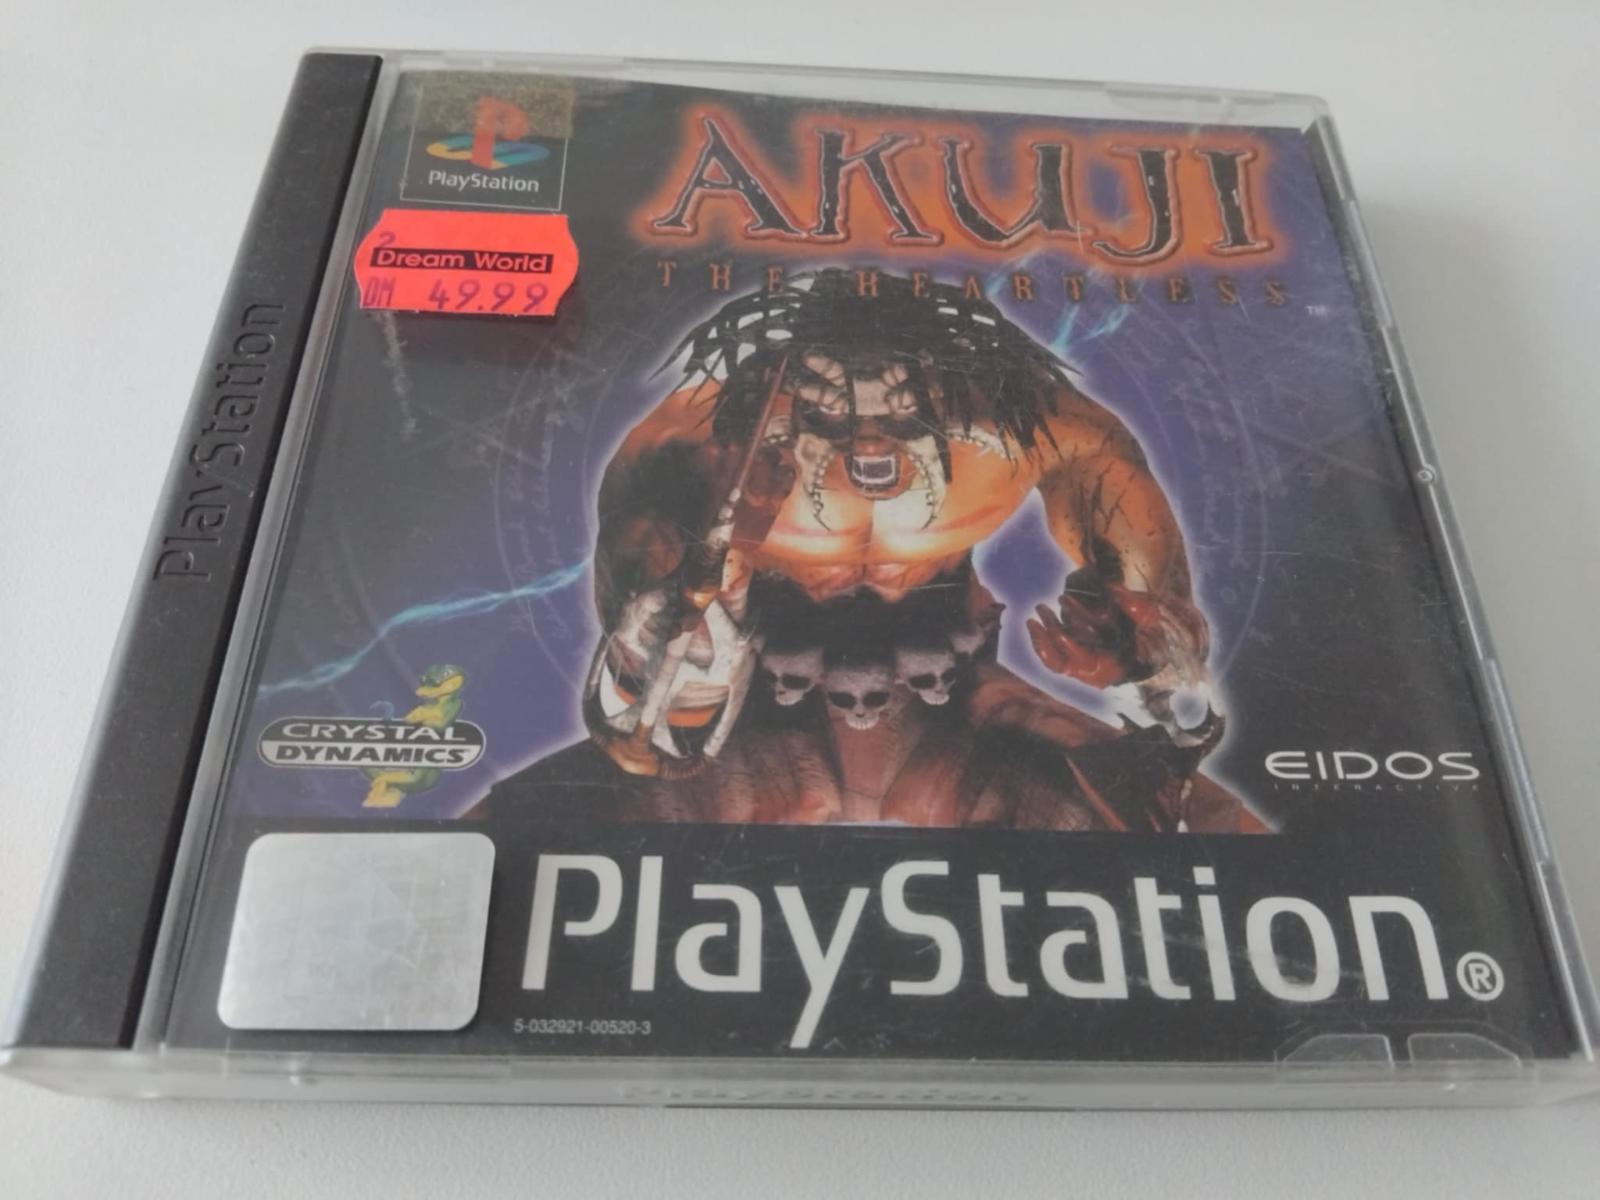 PlayStation
AKUJI
THE HEARTLESS
TM
2
Dream World
DM 49.99
PlayStation
CRYSTAL
DYNAMICS
EIDOS
INTERACTIVE
PlayStation®
5-032921-00520-3
PlayStation